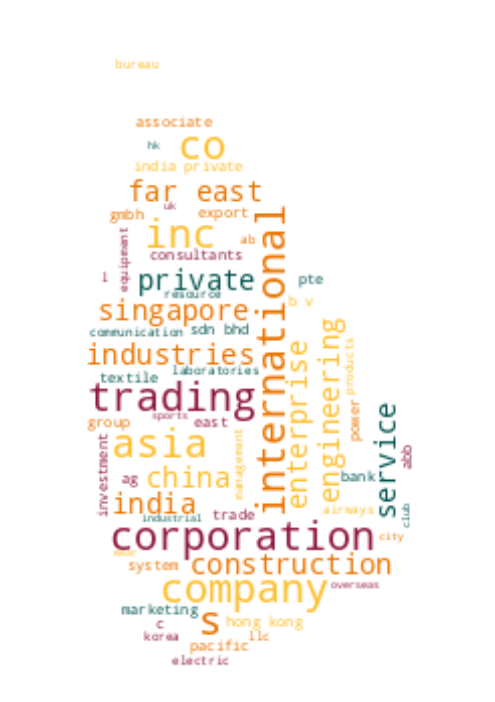 bureau
associate
hk
co
india private
far east
uk
gmbh
export
inc
ab
equipment
consultants
international
l
private
pte
resource
b v
singapore
communication
sdn bhd
industries
enterprise
engineering
products
laboratories
textile
trading
sports
group
east
power
service
asia
management
investment
abb
ag
china
bank
india
club
industrial
trade
airways
corporation
city
system
construction
company
overseas
marketing
s
c
hong kong
korea
llc
pacific
electric